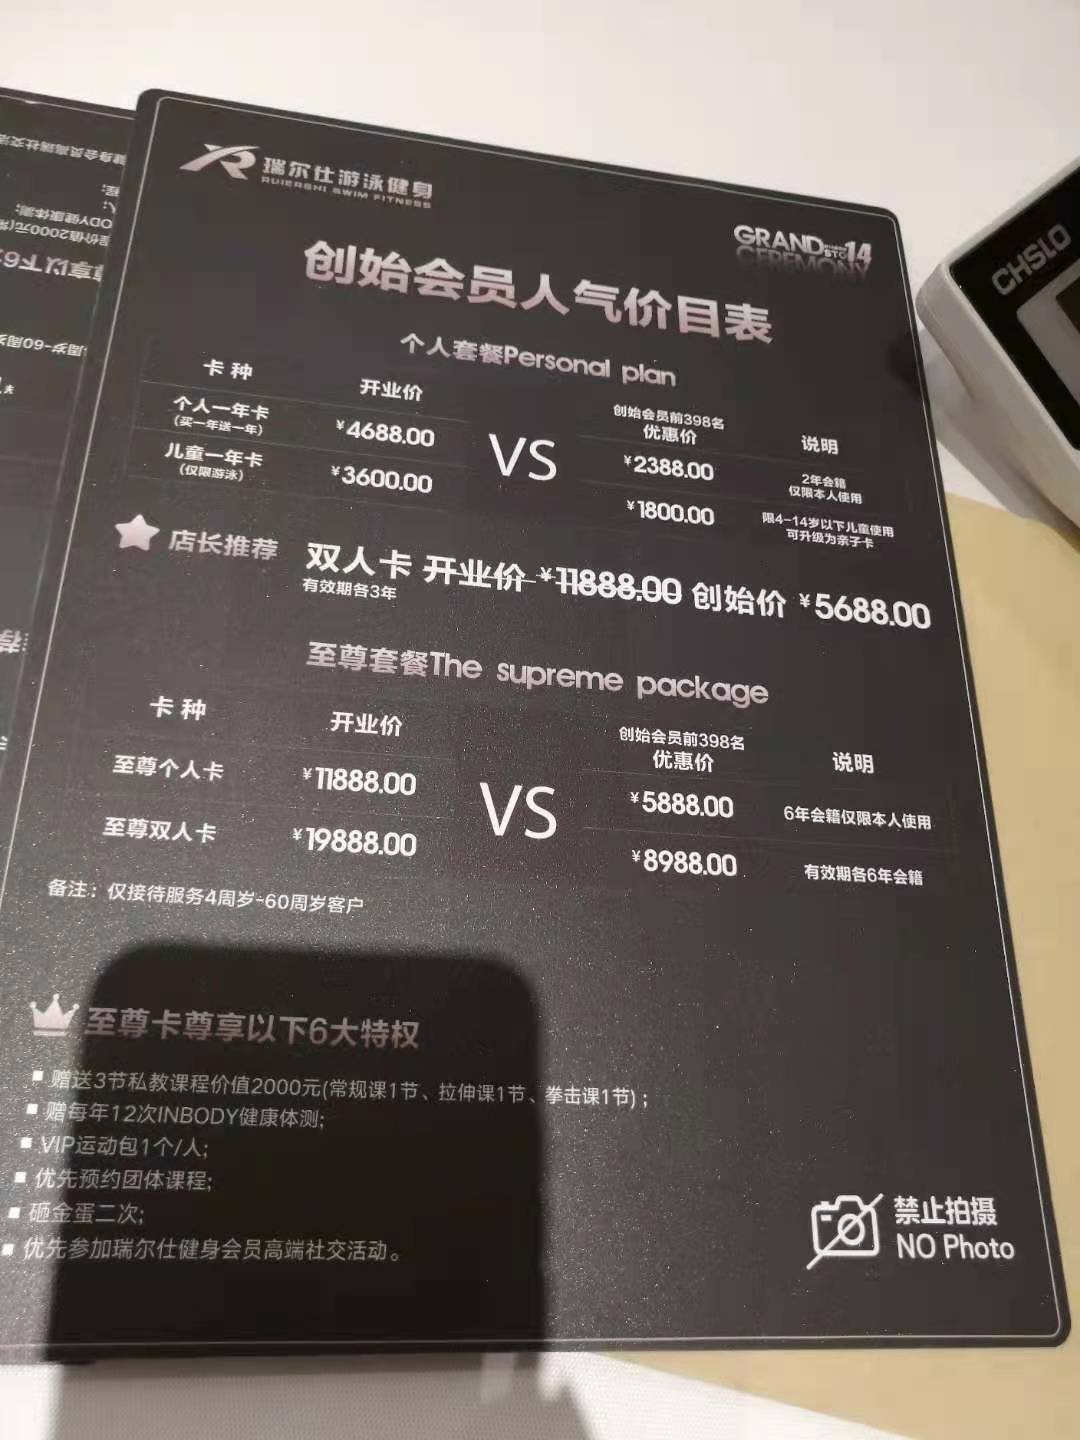 瑞尔仕游泳健身
RUIERSHI SWIM FITNESS
GRAND 14
CEREMONY
创始会员人气价目表
个人套餐Personal plan
卡 种 开业价 创始会员前398名 优惠价 说明
个人一年卡 ¥4688.00 ¥2388.00 2年会籍
(买一年送一年) 仅限本人使用
VS
儿童一年卡 ¥3600.00 ¥1800.00 限4-14岁以下儿童使用
(仅限游泳) 可升级为亲子卡
店长推荐 双人卡 开业价 ¥11888.00 创始价 ¥5688.00
有效期各3年
至尊套餐The supreme package
卡 种 开业价 创始会员前398名 优惠价 说明
至尊个人卡 ¥11888.00 ¥5888.00 6年会籍仅限本人使用
VS
至尊双人卡 ¥19888.00 ¥8988.00 有效期各6年会籍
备注：仅接待服务4周岁-60周岁客户
至尊卡尊享以下6大特权
赠送3节私教课程价值2000元(常规课1节、拉伸课1节、拳击课1节)；
赠每年12次INBODY健康体测;
VIP运动包1个/人;
优先预约团体课程;
砸金蛋二次;
优先参加瑞尔仕健身会员高端社交活动。
禁止拍摄
NO Photo
CHSLO